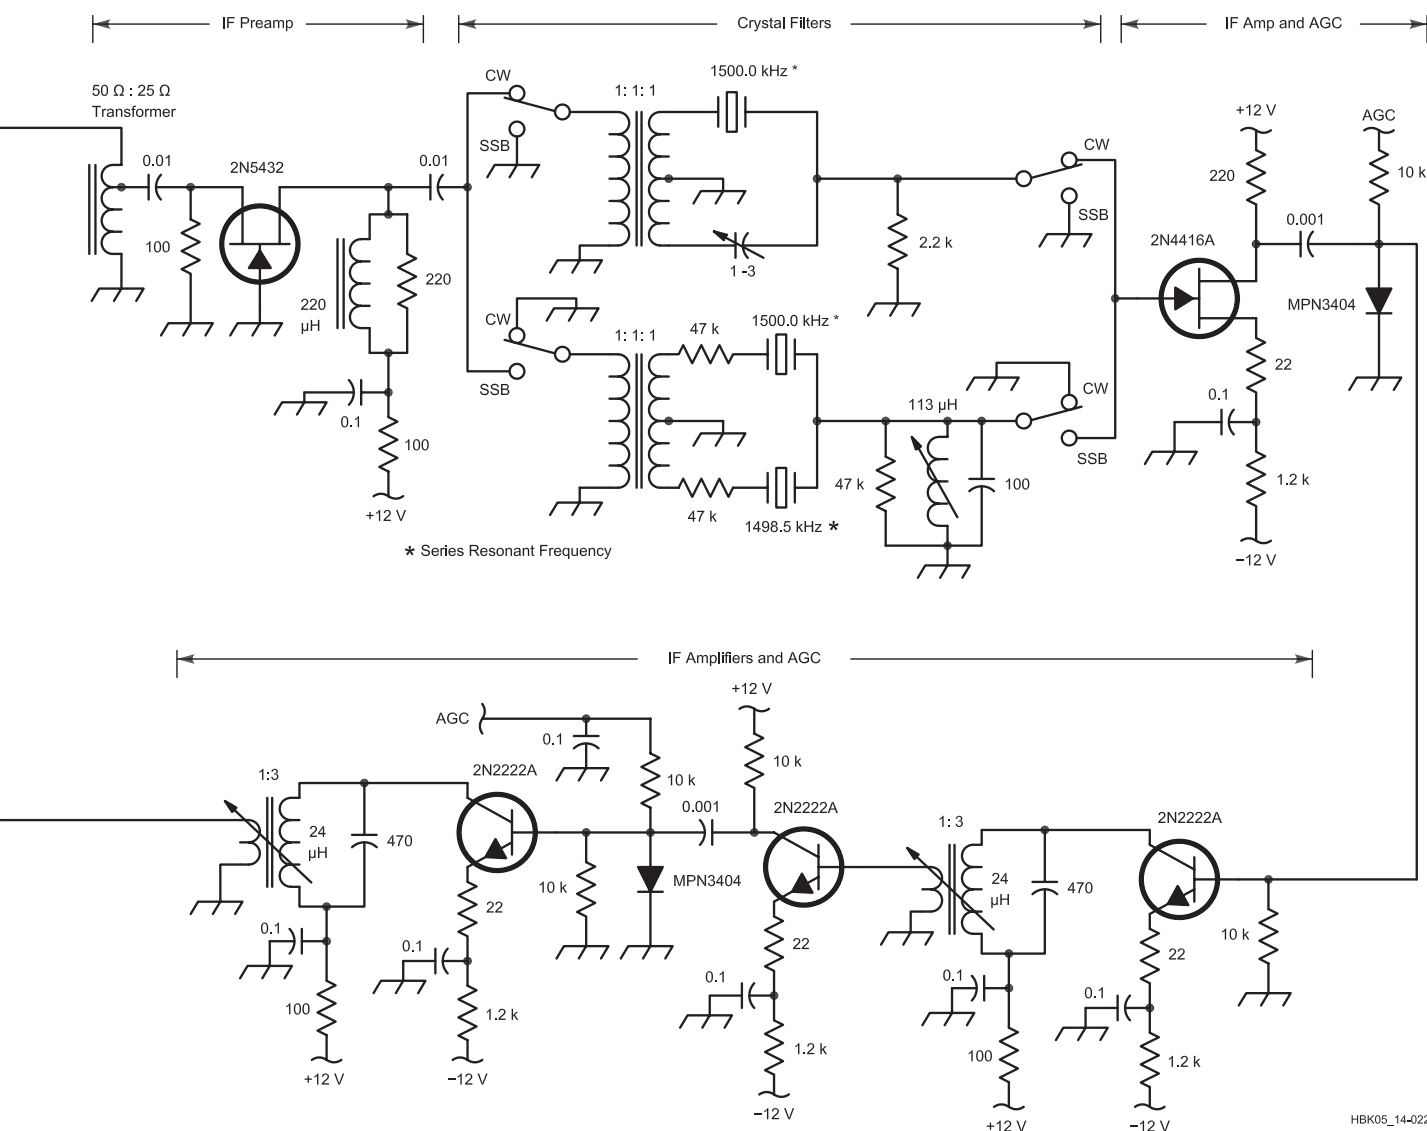 IF Preamp
Crystal Filters
IF Amp and AGC
50 Ω : 25 Ω
Transformer
0.01
2N5432
100
220
µH
220
0.1
100
+12 V
0.01
CW
SSB
1: 1: 1
1500.0 kHz *
1 -3
2.2 k
CW
SSB
CW
SSB
1: 1: 1
47 k
1500.0 kHz *
47 k
1498.5 kHz *
47 k
113 µH
100
CW
SSB
* Series Resonant Frequency
+12 V
220
2N4416A
0.001
AGC
10 k
MPN3404
22
0.1
1.2 k
−12 V
IF Amplifiers and AGC
1:3
24
µH
470
0.1
100
+12 V
2N2222A
22
0.1
1.2 k
−12 V
AGC
0.1
10 k
10 k
MPN3404
0.001
+12 V
10 k
2N2222A
22
0.1
1.2 k
−12 V
1: 3
24
µH
470
0.1
100
+12 V
2N2222A
22
0.1
1.2 k
−12 V
10 k
HBK05_14-022